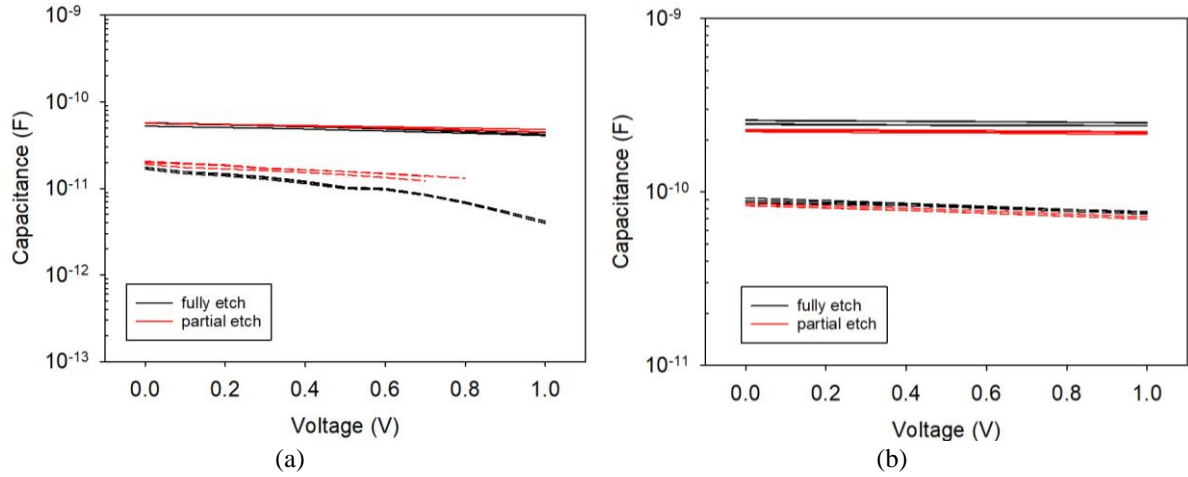 10⁻⁹
10⁻¹⁰
10⁻¹¹
10⁻¹²
10⁻¹³
Capacitance (F)
fully etch
partial etch
0.0 0.2 0.4 0.6 0.8 1.0
Voltage (V)
(a)
10⁻⁹
10⁻¹⁰
10⁻¹¹
Capacitance (F)
fully etch
partial etch
0.0 0.2 0.4 0.6 0.8 1.0
Voltage (V)
(b)